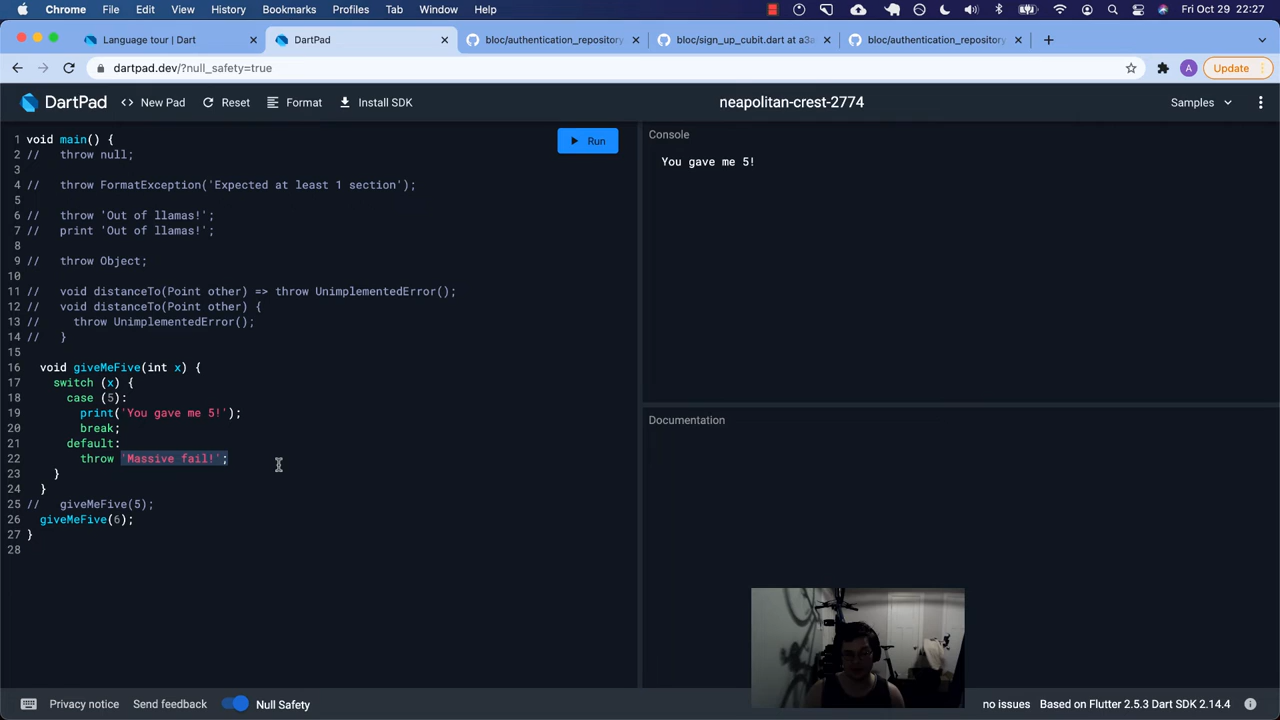 Chrome File Edit View History Bookmarks Profiles Tab Window Help Fri Oct 29 22:27
Language tour | Dart
DartPad
bloc/authentication_repository
bloc/sign_up_cubit.dart at a3a
bloc/authentication_repository
dartpad.dev/?null_safety=true
A
Update
DartPad
<> New Pad
Reset
Format
Install SDK
neapolitan-crest-2774
Samples
Run
1 void main() {
2 //   throw null;
3
4 //   throw FormatException('Expected at least 1 section');
5
6 //   throw 'Out of llamas!';
7 //   print 'Out of llamas!';
8
9 //   throw Object;
10
11 //   void distanceTo(Point other) => throw UnimplementedError();
12 //   void distanceTo(Point other) {
13 //     throw UnimplementedError();
14 //   }
15
16   void giveMeFive(int x) {
17     switch (x) {
18       case (5):
19         print('You gave me 5!');
20         break;
21       default:
22         throw 'Massive fail!';
23     }
24   }
25 //   giveMeFive(5);
26   giveMeFive(6);
27 }
28
Console
You gave me 5!
Documentation
Privacy notice
Send feedback
Null Safety
no issues
Based on Flutter 2.5.3 Dart SDK 2.14.4